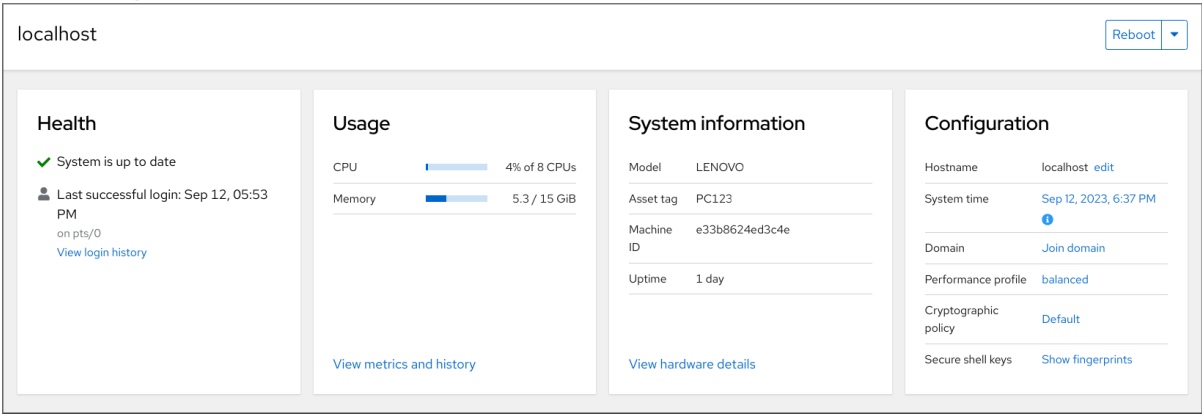 localhost
Reboot
Health
System is up to date
Last successful login: Sep 12, 05:53
PM
on pts/0
View login history
Usage
CPU 4% of 8 CPUs
Memory 5.3 / 15 GiB
View metrics and history
System information
Model LENOVO
Asset tag PC123
Machine
ID e33b8624ed3c4e
Uptime 1 day
View hardware details
Configuration
Hostname localhost edit
System time Sep 12, 2023, 6:37 PM
Domain Join domain
Performance profile balanced
Cryptographic
policy Default
Secure shell keys Show fingerprints